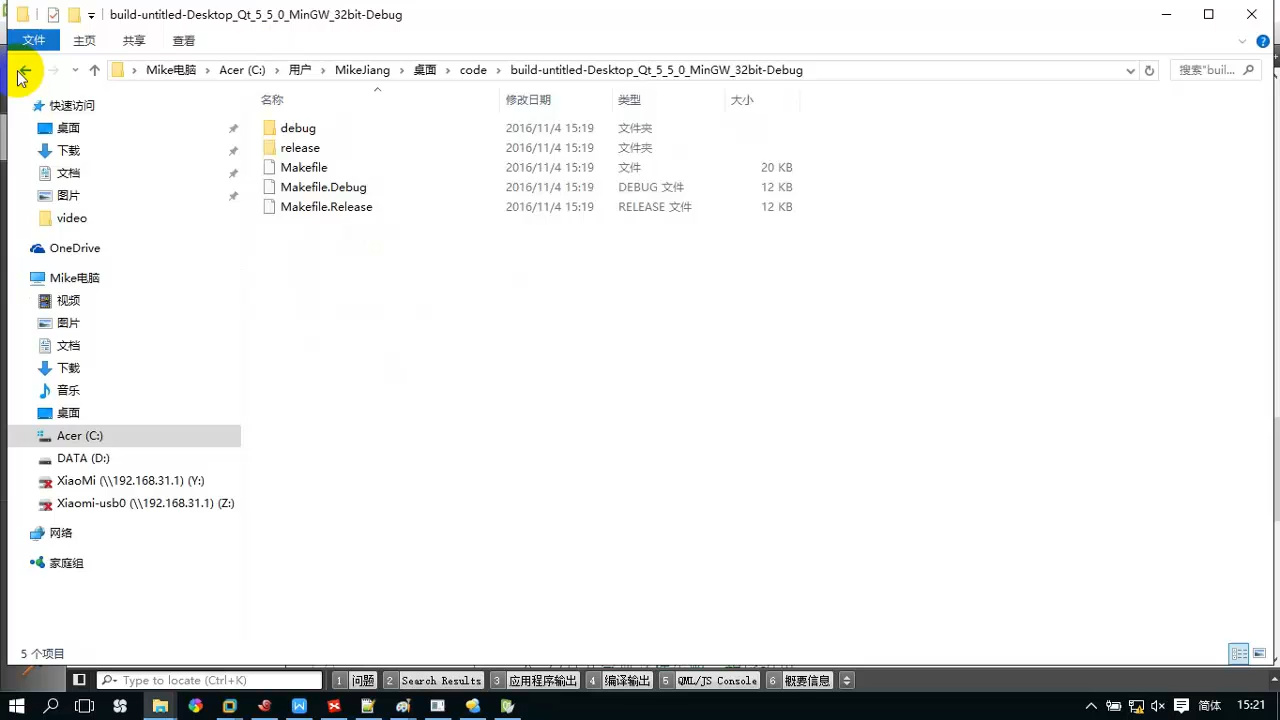 build-untitled-Desktop_Qt_5_5_0_MinGW_32bit-Debug
文件 主页 共享 查看
Mike电脑 Acer (C:) 用户 MikeJiang 桌面 code build-untitled-Desktop_Qt_5_5_0_MinGW_32bit-Debug 搜索"buil...
名称 修改日期 类型 大小
快速访问
桌面
下载
文档
图片
video
OneDrive
Mike电脑
视频
图片
文档
下载
音乐
桌面
Acer (C:)
DATA (D:)
XiaoMi (\\192.168.31.1) (Y:)
Xiaomi-usb0 (\\192.168.31.1) (Z:)
网络
家庭组
debug 2016/11/4 15:19 文件夹
release 2016/11/4 15:19 文件夹
Makefile 2016/11/4 15:19 文件 20 KB
Makefile.Debug 2016/11/4 15:19 DEBUG 文件 12 KB
Makefile.Release 2016/11/4 15:19 RELEASE 文件 12 KB
5 个项目
Type to locate (Ctrl+K) 1 问题 2 Search Results 3 应用程序输出 4 编译输出 5 QML/JS Console 6 概要信息
简体 15:21